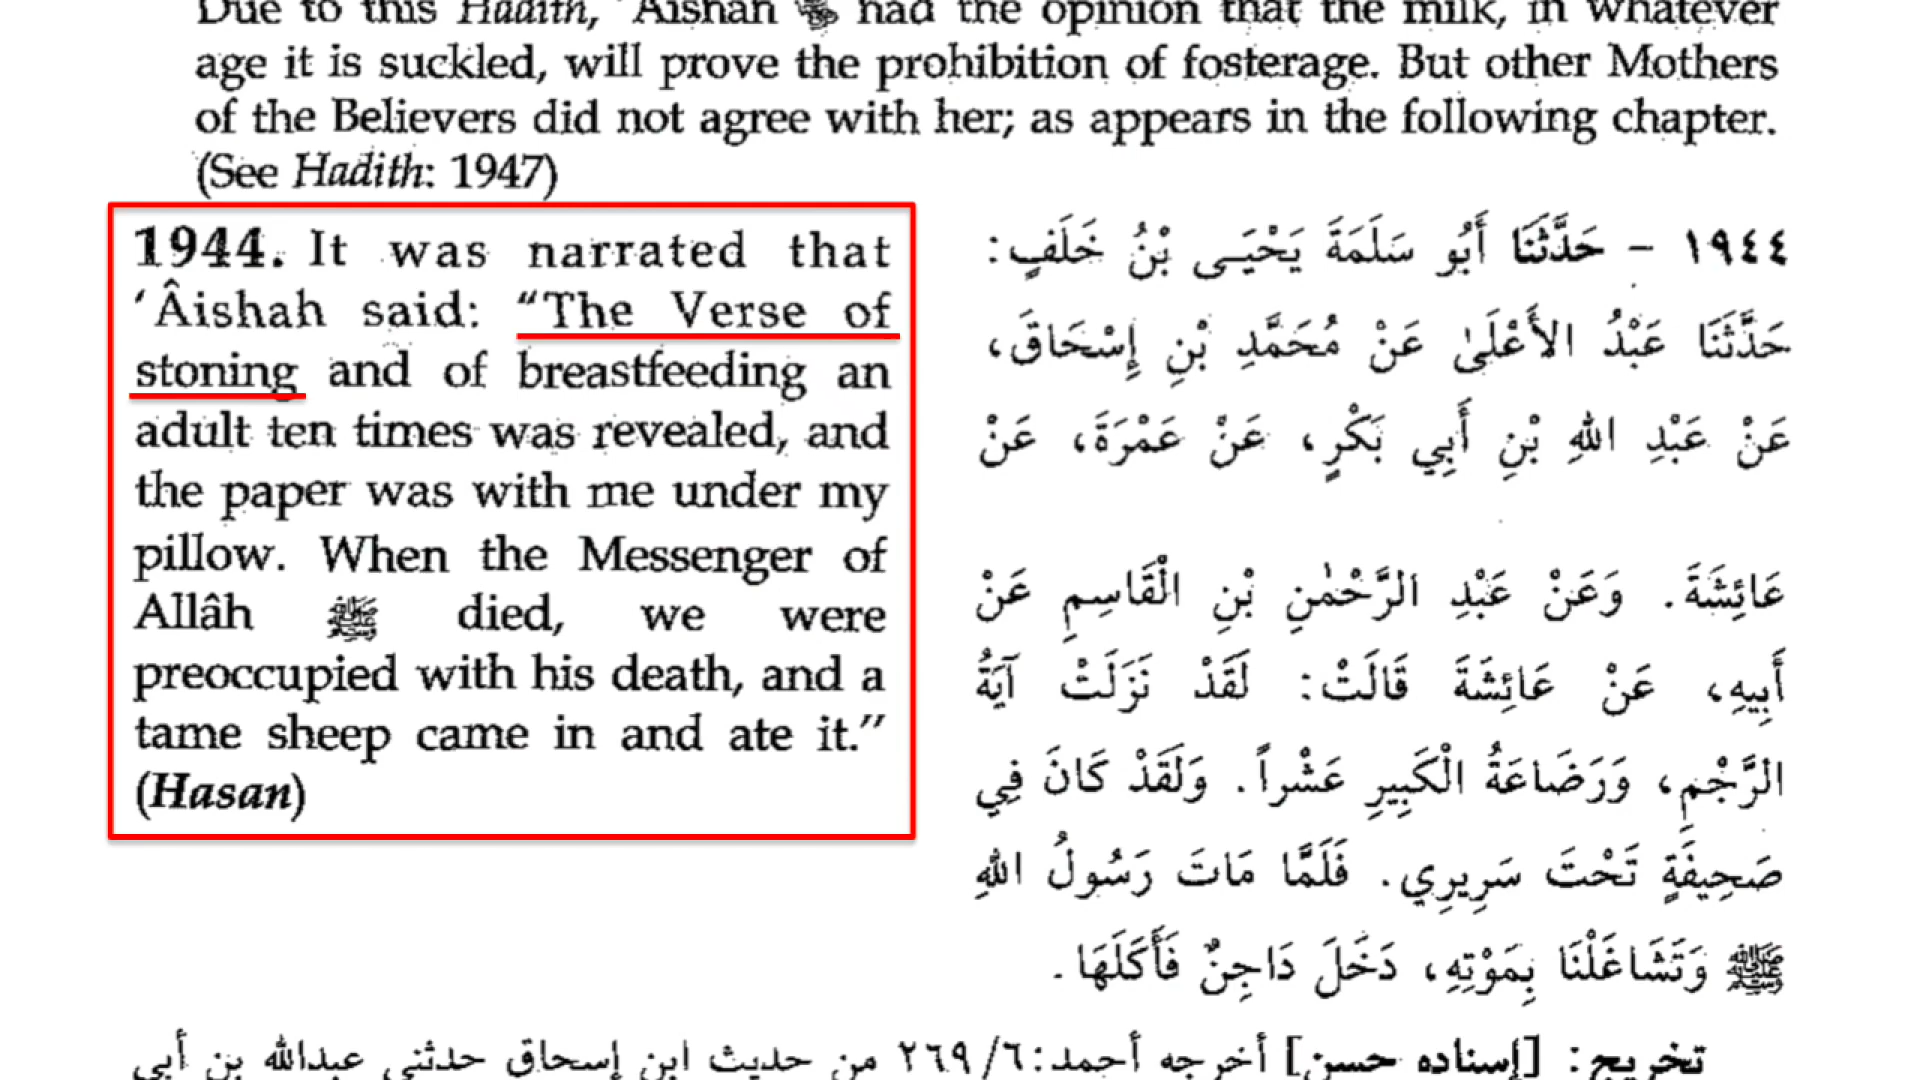 Due to this Hadith, 'Aishah had the opinion that the milk, in whatever
age it is suckled, will prove the prohibition of fosterage. But other Mothers
of the Believers did not agree with her; as appears in the following chapter.
(See Hadith: 1947)
1944. It was narrated that
'Âishah said: "The Verse of
stoning and of breastfeeding an
adult ten times was revealed, and
the paper was with me under my
pillow. When the Messenger of
Allâh ﷺ died, we were
preoccupied with his death, and a
tame sheep came in and ate it."
(Hasan)
١٩٤٤ - حَدَّثَنَا أَبُو سَلَمَةَ يَحْيَـى بْنُ خَلَفٍ:
حَدَّثَنَا عَبْدُ الأَعْلَىٰ عَنْ مُحَمَّدِ بْنِ إِسْحَاقَ،
عَنْ عَبْدِ اللهِ بْنِ أَبِي بَكْرٍ، عَنْ عَمْرَةَ، عَنْ
عَائِشَةَ. وَعَنْ عَبْدِ الرَّحْمٰنِ بْنِ الْقَاسِمِ عَنْ
أَبِيهِ، عَنْ عَائِشَةَ قَالَتْ: لَقَدْ نَزَلَتْ آيَةُ
الرَّجْمِ، وَرَضَاعَةُ الْكَبِيرِ عَشْراً. وَلَقَدْ كَانَ فِي
صَحِيفَةٍ تَحْتَ سَرِيرِي. فَلَمَّا مَاتَ رَسُولُ اللهِ
ﷺ وَتَشَاغَلْنَا بِمَوْتِهِ، دَخَلَ دَاجِنٌ فَأَكَلَهَا.
تخريج: [إسناده حسن] أخرجه أحمد: ٦/ ٢٦٩ من حديث ابن إسحاق حدثني عبدالله بن أبي